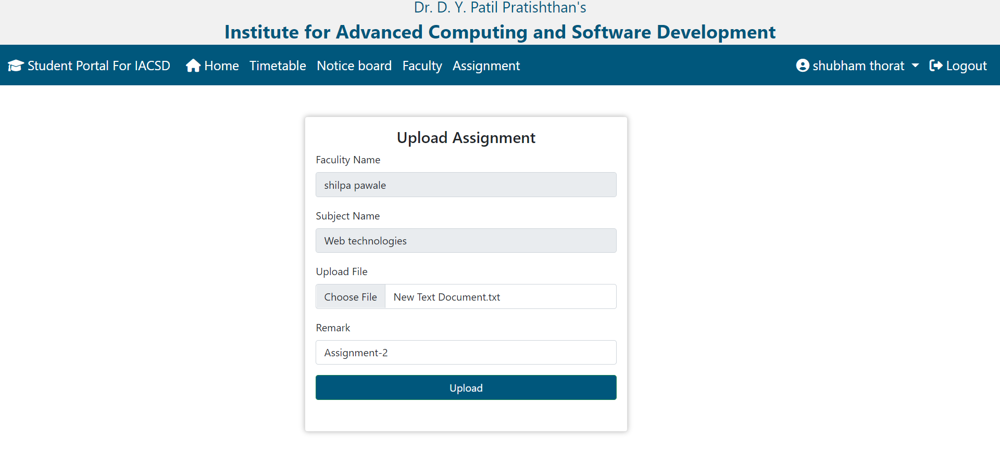 Dr. D. Y. Patil Pratishthan's
Institute for Advanced Computing and Software Development
Student Portal For IACSD Home Timetable Notice board Faculty Assignment shubham thorat Logout
Upload Assignment
Faculity Name
shilpa pawale
Subject Name
Web technologies
Upload File
Choose File New Text Document.txt
Remark
Assignment-2
Upload